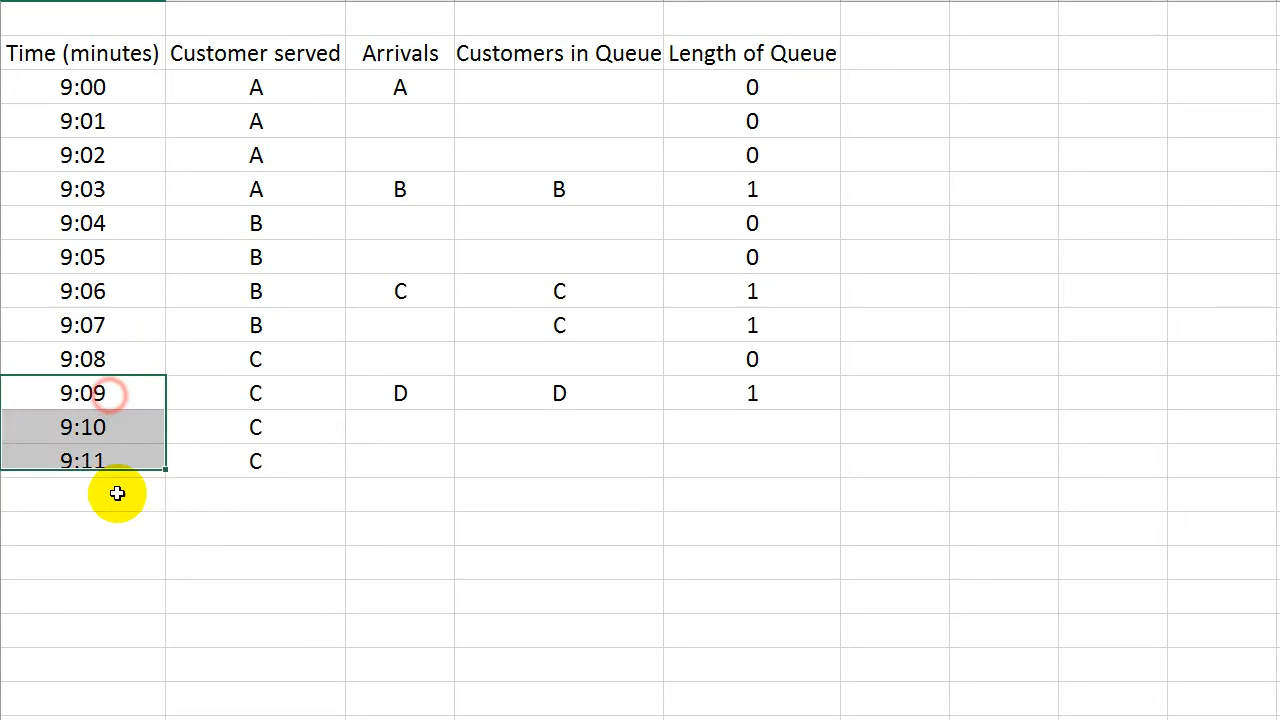 Time (minutes) Customer served Arrivals Customers in Queue Length of Queue
9:00 A A 0
9:01 A 0
9:02 A 0
9:03 A B B 1
9:04 B 0
9:05 B 0
9:06 B C C 1
9:07 B C 1
9:08 C 0
9:09 C D D 1
9:10 C
9:11 C